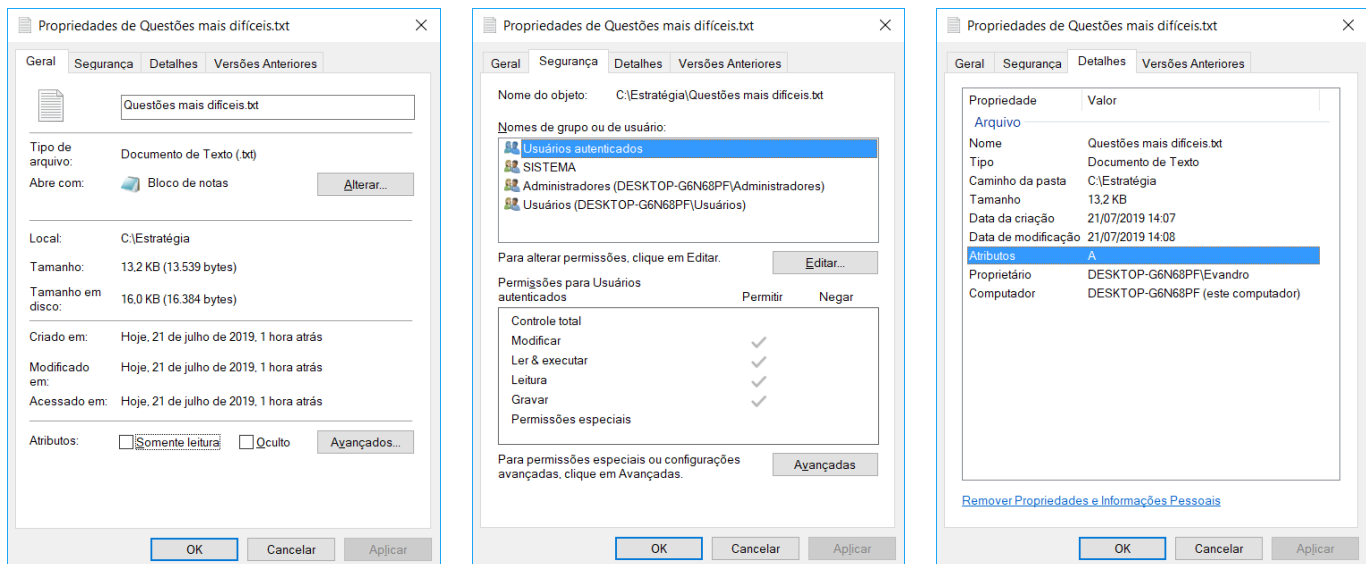 Propriedades de Questões mais difíceis.txt
Geral Segurança Detalhes Versões Anteriores
Questões mais difíceis.txt
Tipo de arquivo: Documento de Texto (.txt)
Abre com: Bloco de notas Alterar...
Local: C:\Estratégia
Tamanho: 13,2 KB (13.539 bytes)
Tamanho em disco: 16,0 KB (16.384 bytes)
Criado em: Hoje, 21 de julho de 2019, 1 hora atrás
Modificado em: Hoje, 21 de julho de 2019, 1 hora atrás
Acessado em: Hoje, 21 de julho de 2019, 1 hora atrás
Atributos: Somente leitura Oculto Avançados...
OK Cancelar Aplicar
Propriedades de Questões mais difíceis.txt
Geral Segurança Detalhes Versões Anteriores
Nome do objeto: C:\Estratégia\Questões mais difíceis.txt
Nomes de grupo ou de usuário:
Usuários autenticados
SISTEMA
Administradores (DESKTOP-G6N68PF\Administradores)
Usuários (DESKTOP-G6N68PF\Usuários)
Para alterar permissões, clique em Editar. Editar...
Permissões para Usuários
autenticados Permitir Negar
Controle total
Modificar
Ler & executar
Leitura
Gravar
Permissões especiais
Para permissões especiais ou configurações
avançadas, clique em Avançadas. Avançadas
OK Cancelar Aplicar
Propriedades de Questões mais difíceis.txt
Geral Segurança Detalhes Versões Anteriores
Propriedade Valor
Arquivo
Nome Questões mais difíceis.txt
Tipo Documento de Texto
Caminho da pasta C:\Estratégia
Tamanho 13,2 KB
Data da criação 21/07/2019 14:07
Data de modificação 21/07/2019 14:08
Atributos A
Proprietário DESKTOP-G6N68PF\Evandro
Computador DESKTOP-G6N68PF (este computador)
Remover Propriedades e Informações Pessoais
OK Cancelar Aplicar